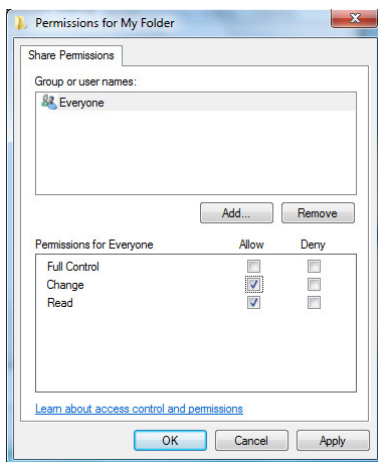 Permissions for My Folder
Share Permissions
Group or user names:
Everyone
Add... Remove
Permissions for Everyone Allow Deny
Full Control
Change
Read
Learn about access control and permissions
OK Cancel Apply